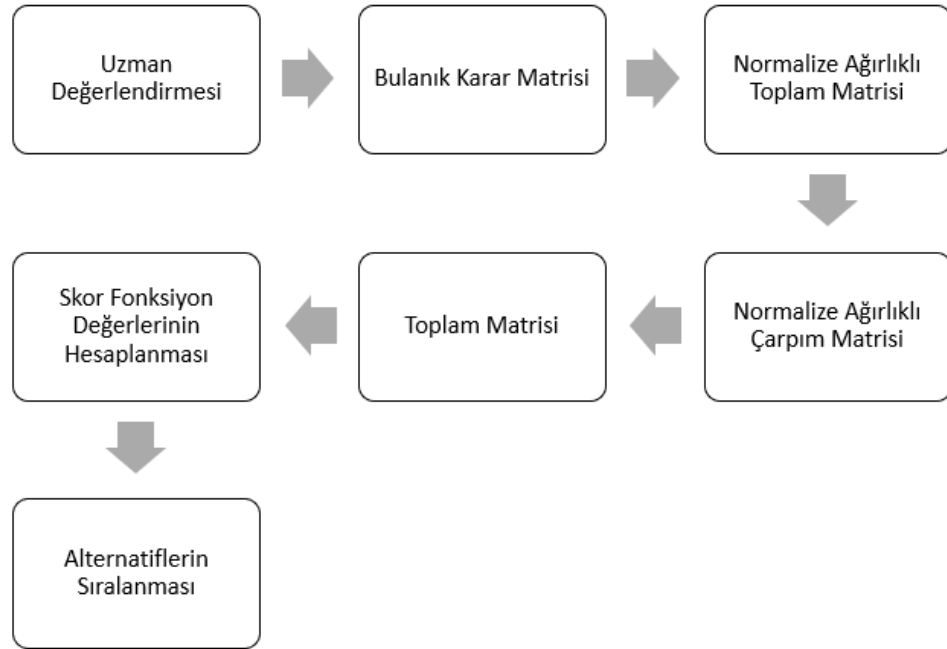 Uzman
Değerlendirmesi
Bulanık Karar Matrisi
Normalize Ağırlıklı
Toplam Matrisi
Normalize Ağırlıklı
Çarpım Matrisi
Toplam Matrisi
Skor Fonksiyon
Değerlerinin
Hesaplanması
Alternatiflerin
Sıralanması